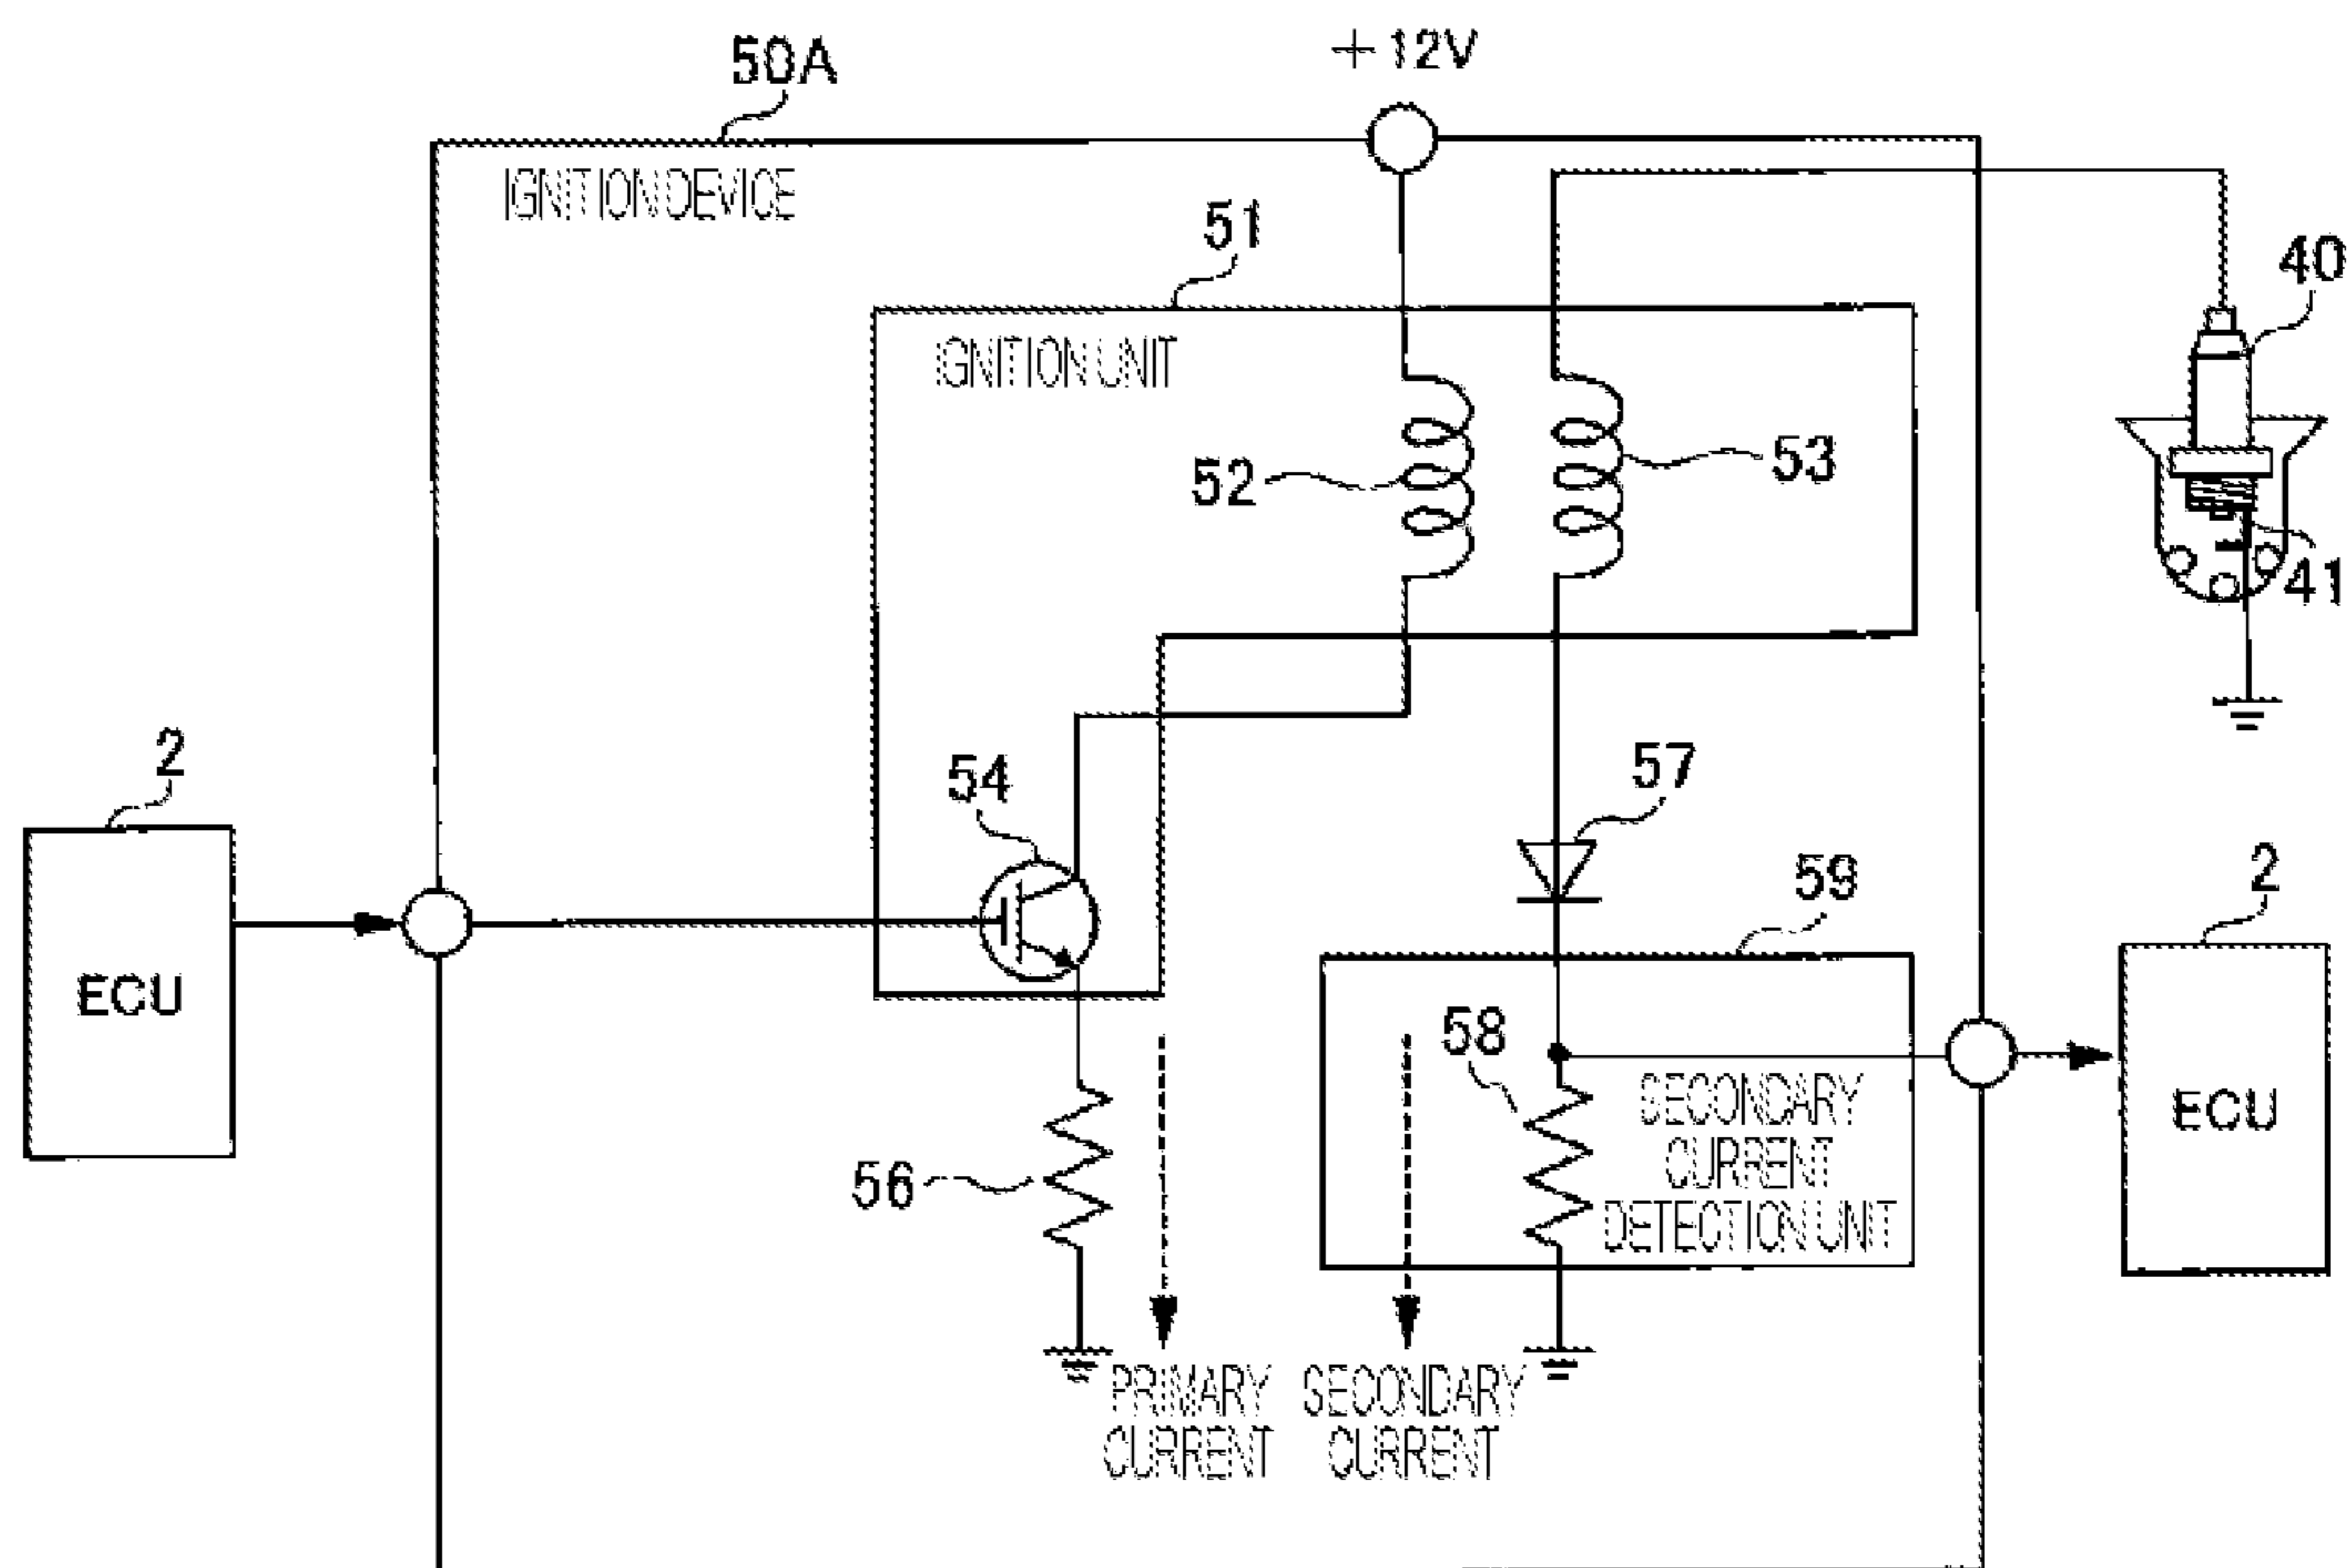 50A
+12V
IGNITION DEVICE
51
40
IGNITION UNIT
52
53
41
2
54
57
59
2
ECU
58
SECONDARY
CURRENT
DETECTION UNIT
ECU
56
PRIMARY
CURRENT
SECONDARY
CURRENT